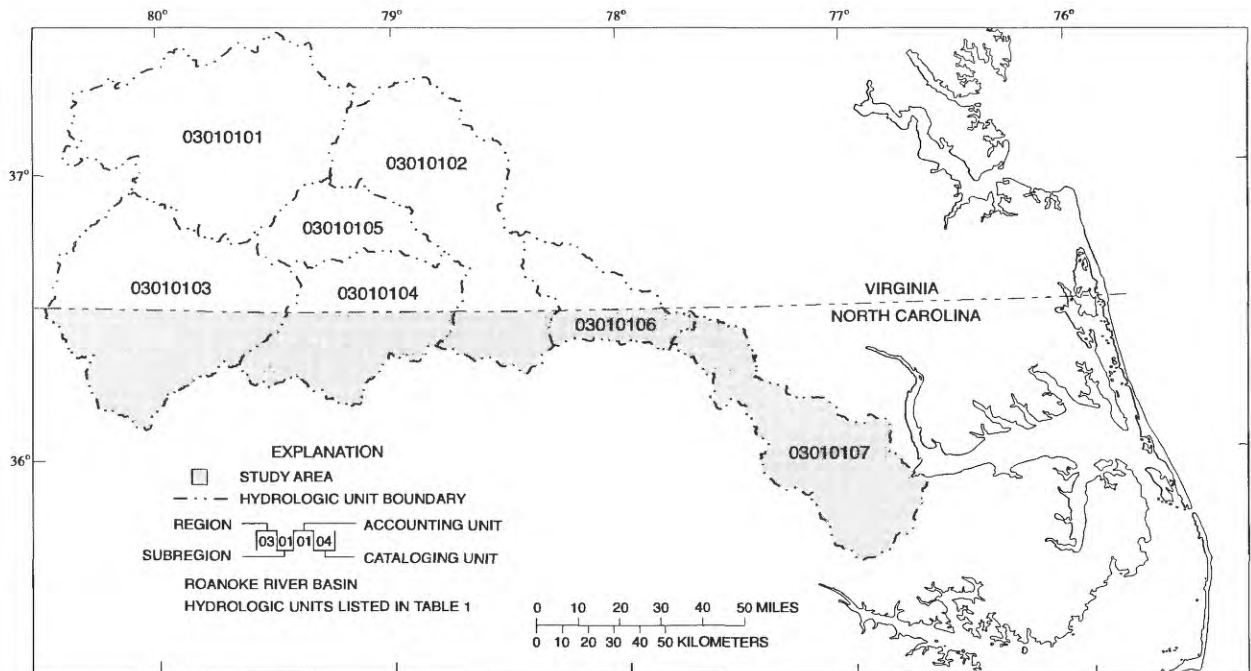 80° 79° 78° 77° 76°
03010101
03010102
37°
03010105
03010103
03010104
VIRGINIA
NORTH CAROLINA
03010106
03010107
36°
EXPLANATION
STUDY AREA
HYDROLOGIC UNIT BOUNDARY
REGION ACCOUNTING UNIT
03 01 01 04
SUBREGION CATALOGING UNIT
ROANOKE RIVER BASIN
HYDROLOGIC UNITS LISTED IN TABLE 1
0 10 20 30 40 50 MILES
0 10 20 30 40 50 KILOMETERS